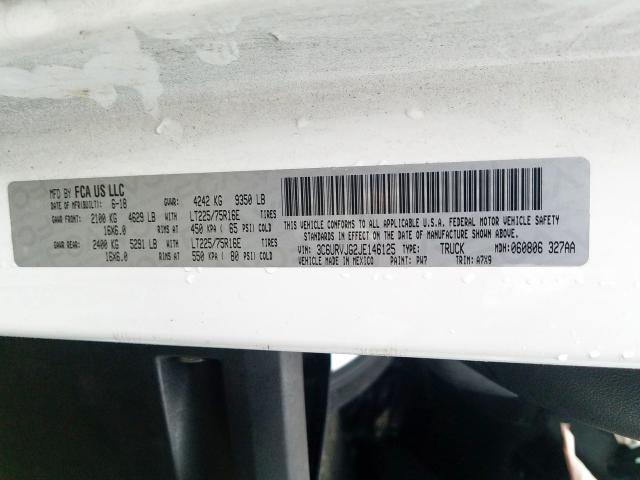 MFD BY FCA US LLC
DATE OF MFR(BUILT): 6-18 GVWR: 4242 KG 9350 LB
GAWR FRONT: 2100 KG 4629 LB WITH LT225/75R16E TIRES
16X6.0 RIMS AT 450 KPA ( 65 PSI) COLD
GAWR REAR: 2400 KG 5291 LB WITH LT225/75R16E TIRES
16X6.0 RIMS AT 550 KPA ( 80 PSI) COLD
THIS VEHICLE CONFORMS TO ALL APPLICABLE U.S.A. FEDERAL MOTOR VEHICLE SAFETY
STANDARDS IN EFFECT ON THE DATE OF MANUFACTURE SHOWN ABOVE.
VIN: 3C6URVJG2JE146125 TYPE: TRUCK MDH: 060806 327AA
VEHICLE MADE IN MEXICO PAINT: PW7 TRIM: A7X9